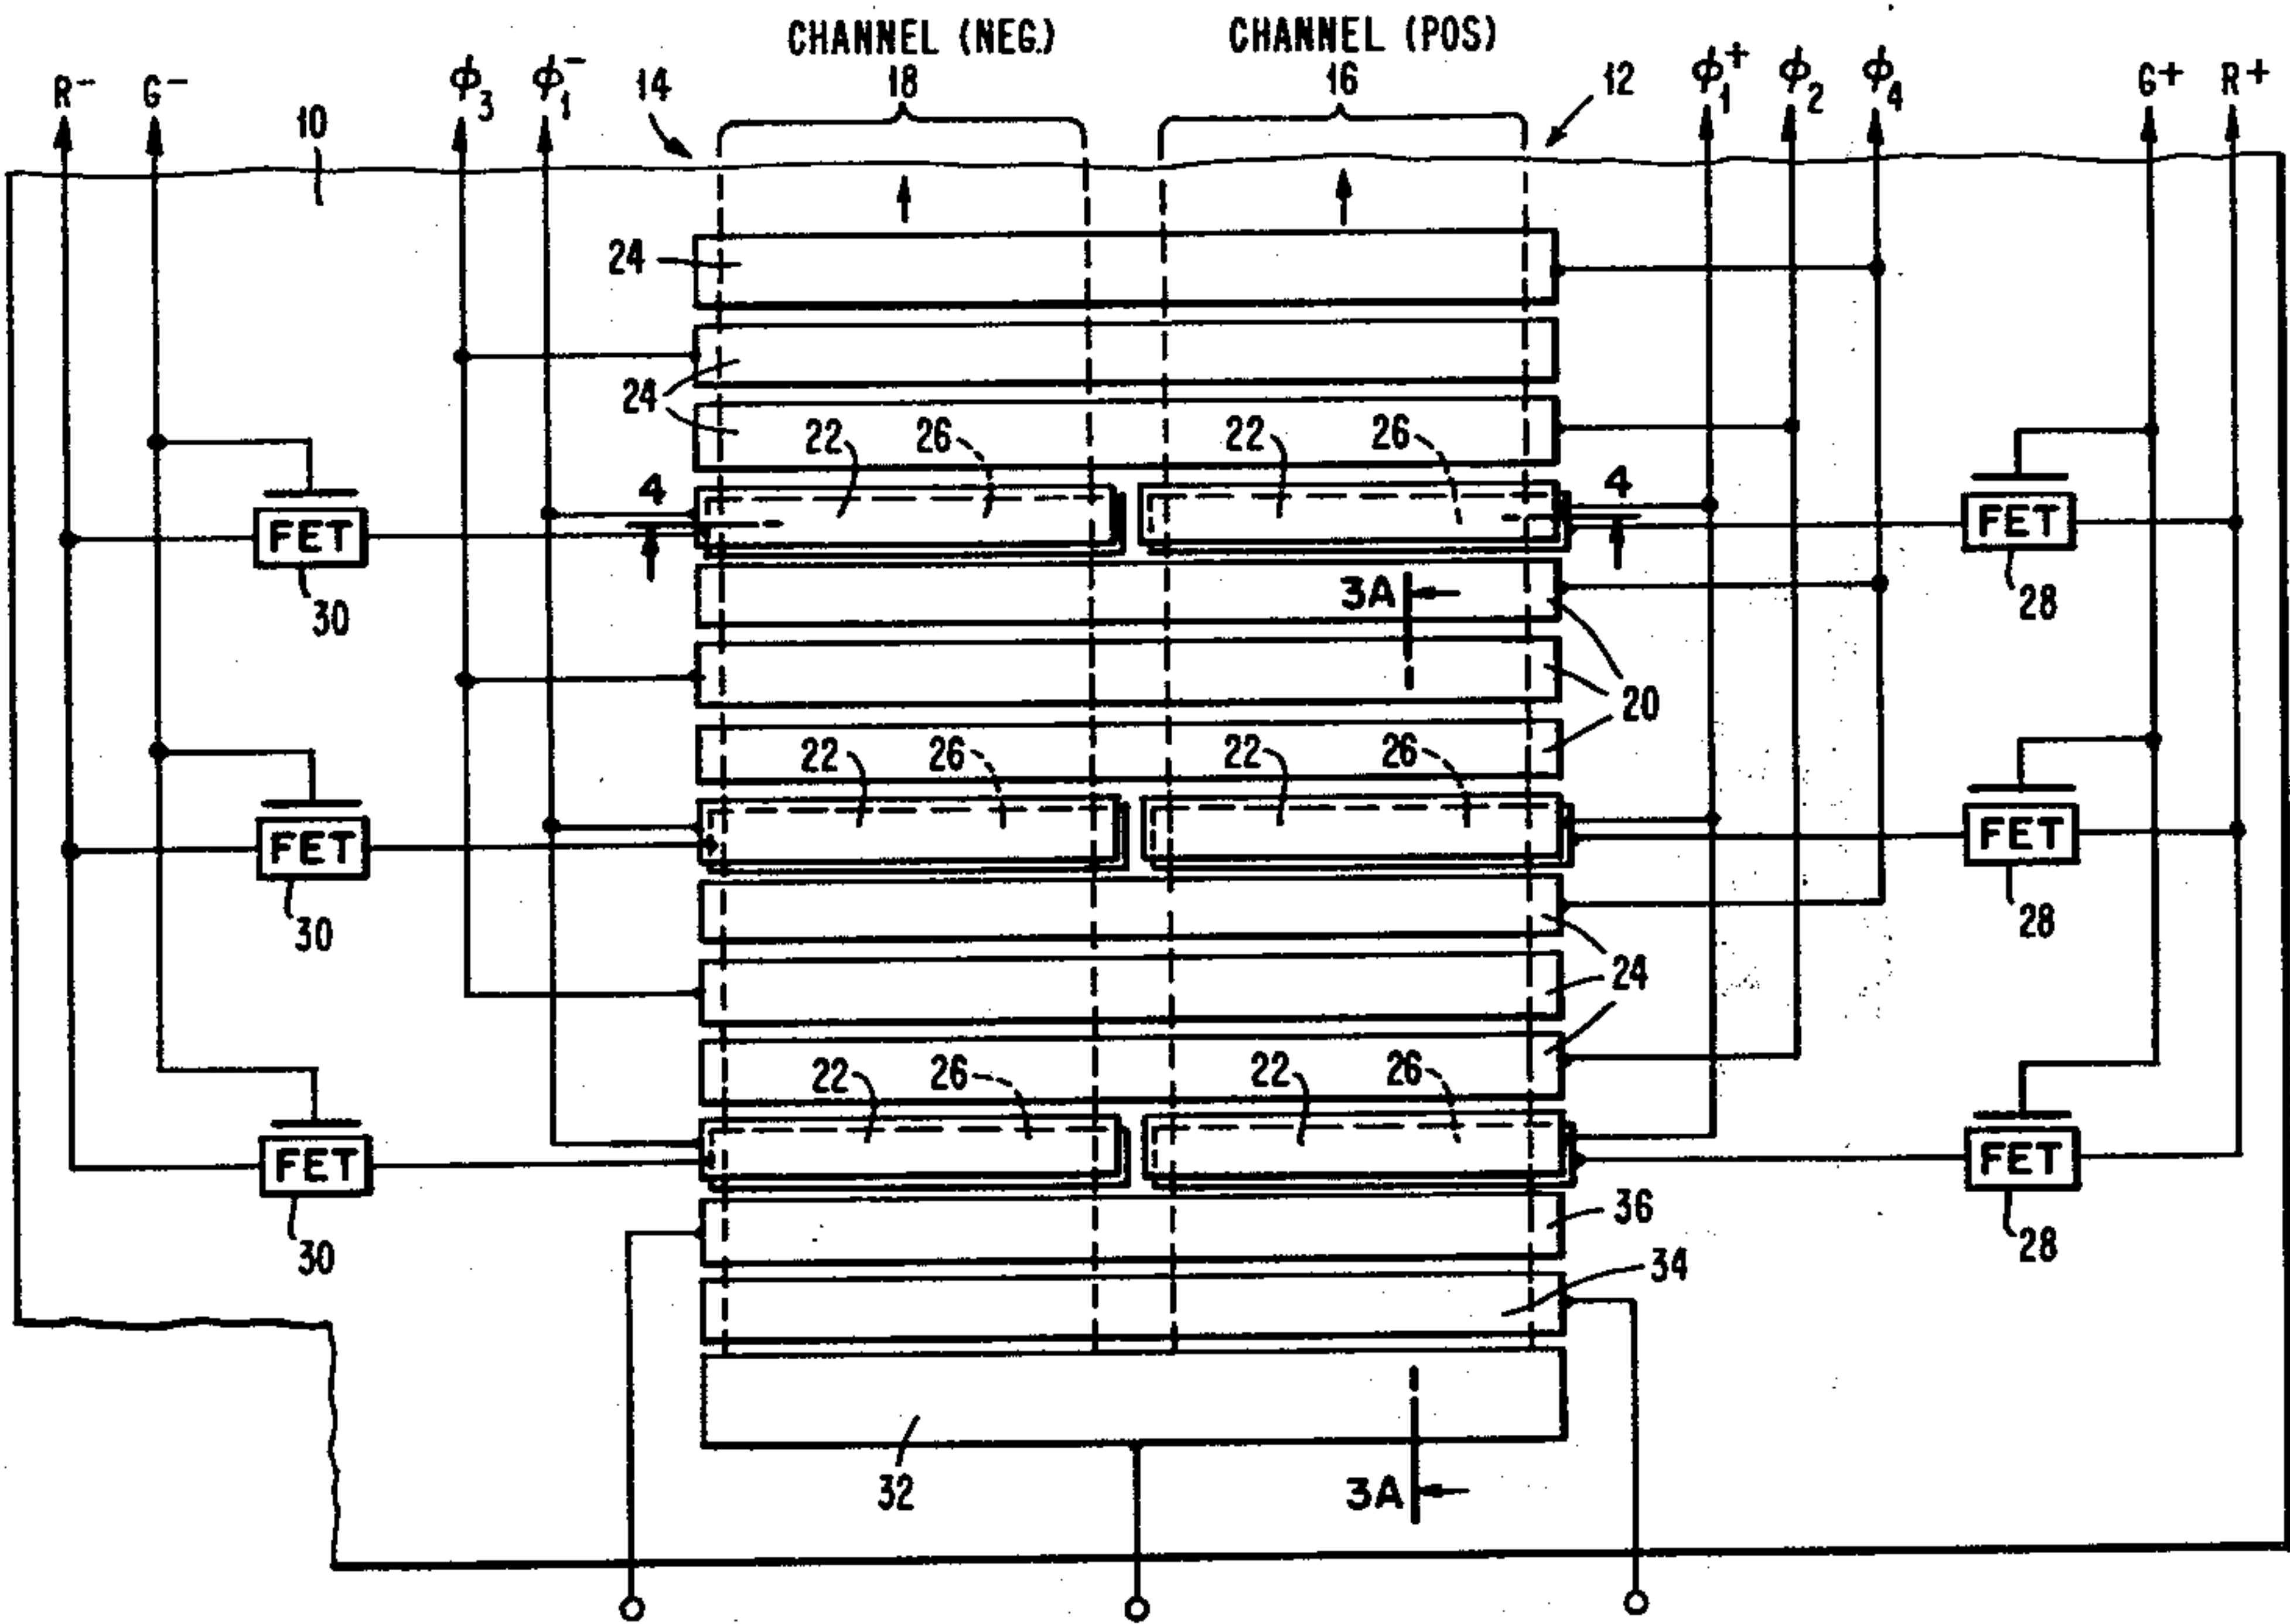 CHANNEL (NEG.) CHANNEL (POS)
R⁻ G⁻ ϕ₃ ϕ₁⁻ 14 18 16 12 ϕ₁⁺ ϕ₂ ϕ₄ G⁺ R⁺
10
24
24
22 26 22 26
4 4
FET FET
30 3A 28
20
22 26 22 26
FET FET
30 28
24
22 26 22 26
FET FET
36
30 28
34
32 3A